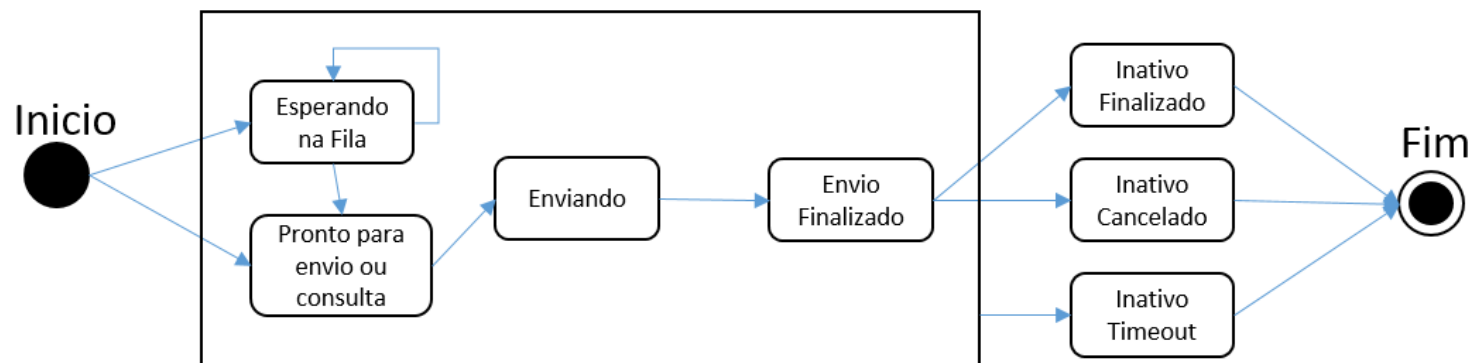 Inicio
Esperando
na Fila
Pronto para
envio ou
consulta
Enviando
Envio
Finalizado
Inativo
Finalizado
Inativo
Cancelado
Inativo
Timeout
Fim